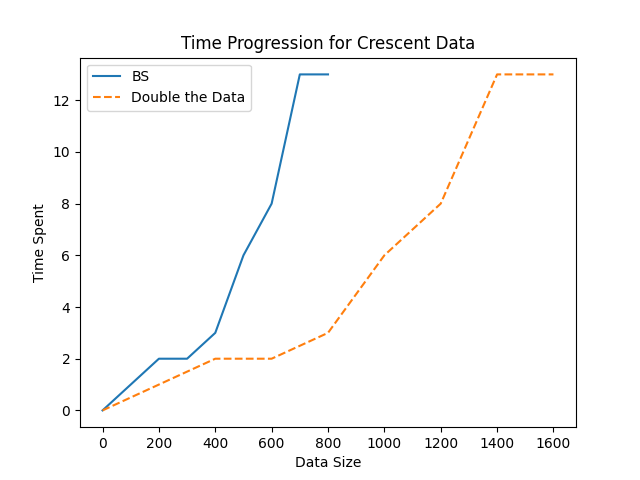 Time Progression for Crescent Data
BS
Double the Data
Time Spent
12
10
8
6
4
2
0
0 200 400 600 800 1000 1200 1400 1600
Data Size